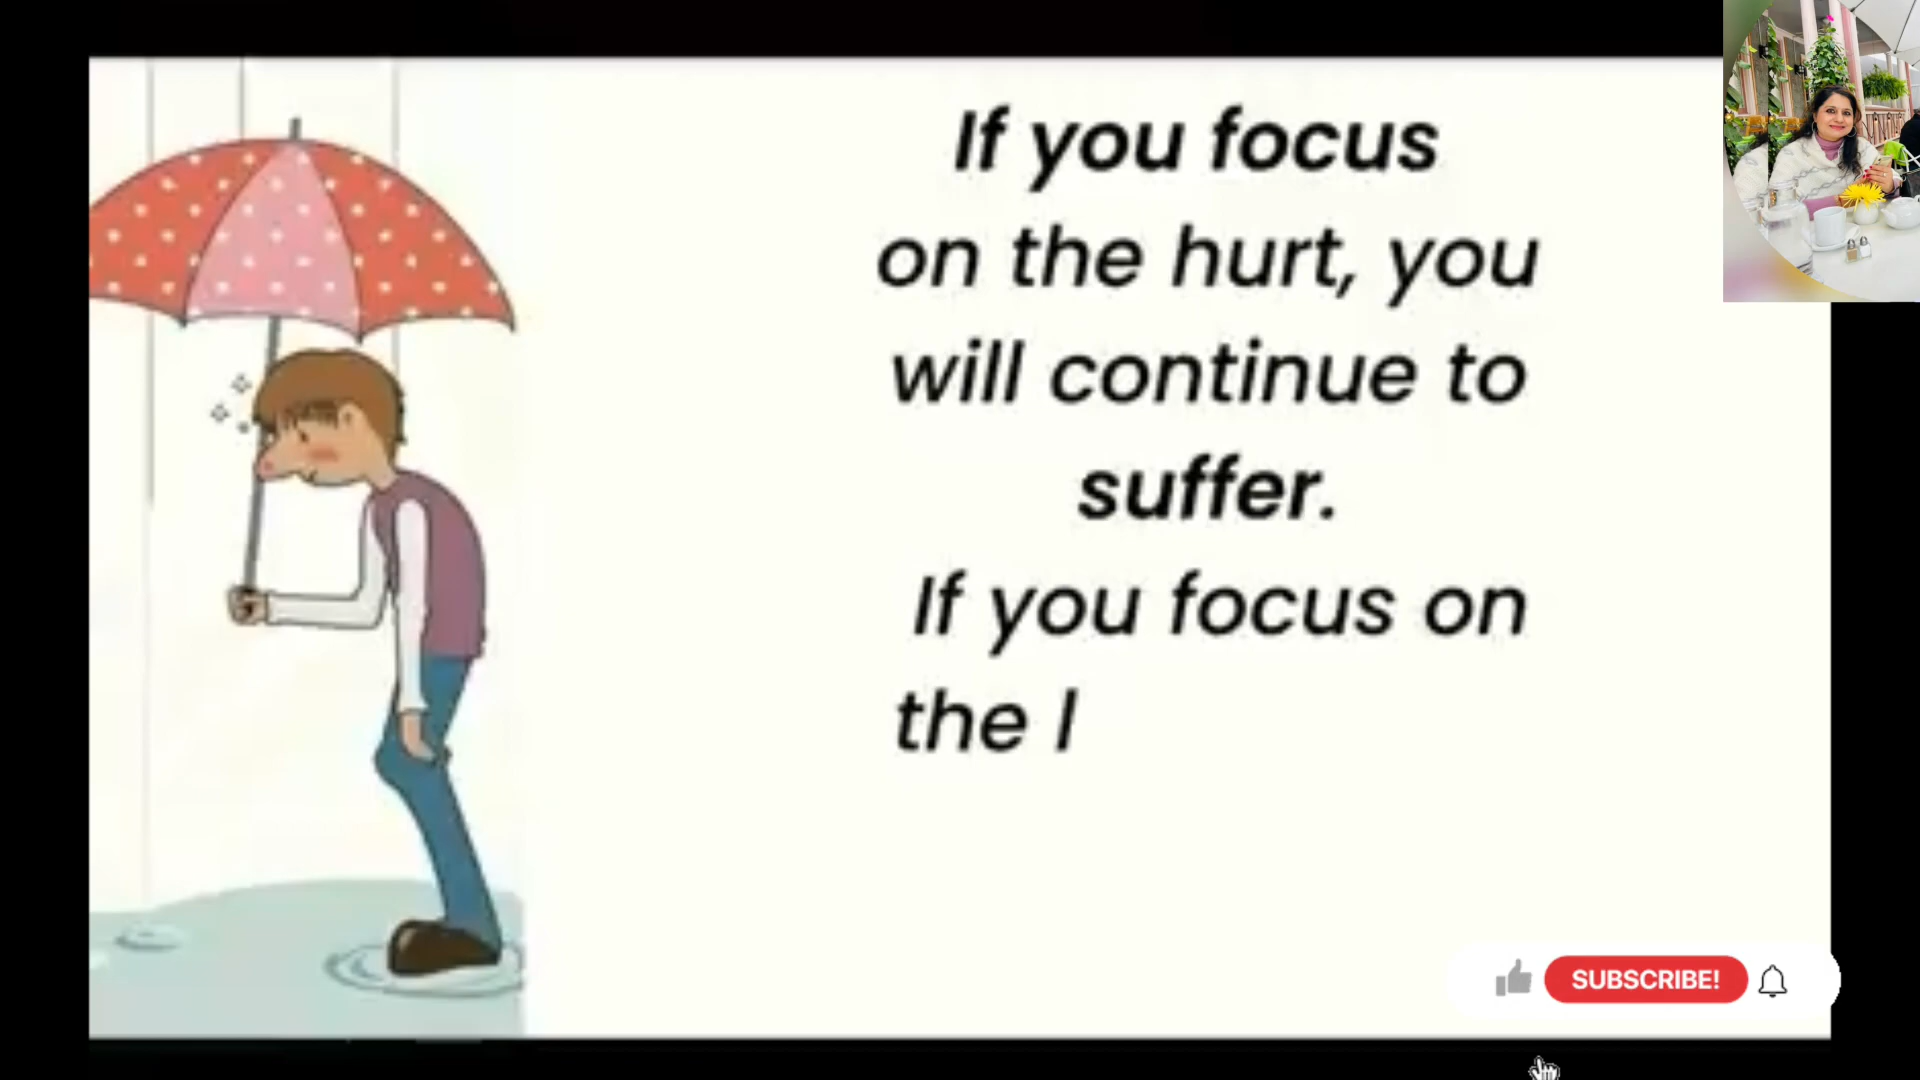 If you focus
on the hurt, you
will continue to
suffer.
If you focus on
the l
SUBSCRIBE!